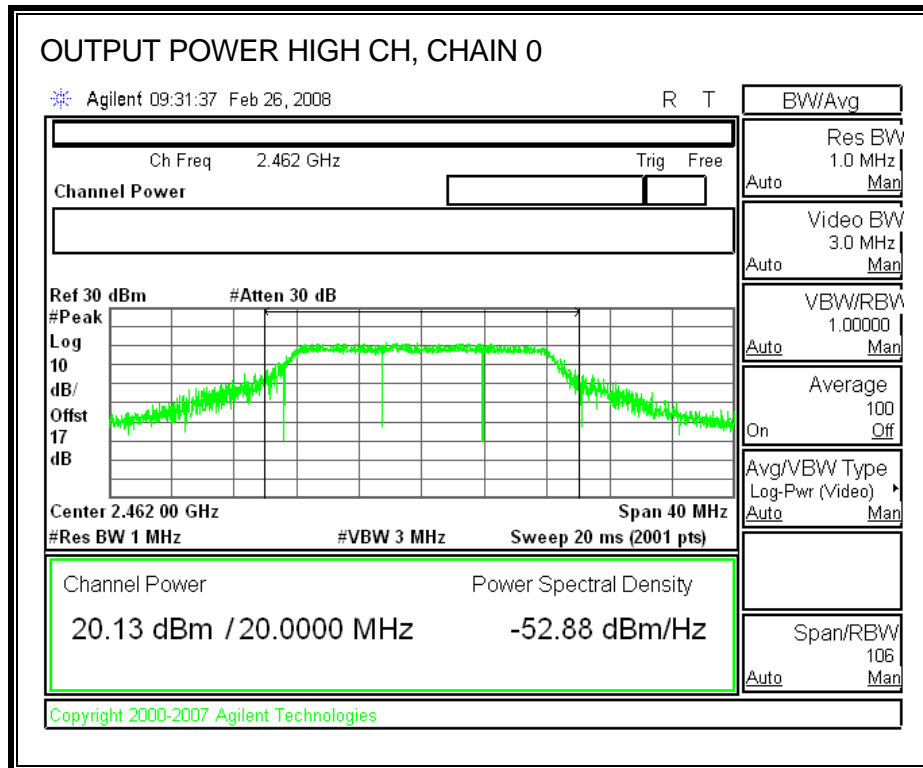 OUTPUT POWER HIGH CH, CHAIN 0
Agilent 09:31:37 Feb 26, 2008 R T
Ch Freq 2.462 GHz Trig Free
Channel Power
Ref 30 dBm #Atten 30 dB
#Peak
Log
10
dB/
Offst
17
dB
Center 2.462 00 GHz Span 40 MHz
#Res BW 1 MHz #VBW 3 MHz Sweep 20 ms (2001 pts)
Channel Power Power Spectral Density
20.13 dBm / 20.0000 MHz -52.88 dBm/Hz
Copyright 2000-2007 Agilent Technologies
BW/Avg
Res BW
1.0 MHz
Auto Man
Video BW
3.0 MHz
Auto Man
VBW/RBW
1.00000
Auto Man
Average
100
On Off
Avg/VBW Type
Log-Pwr (Video)
Auto Man
Span/RBW
106
Auto Man